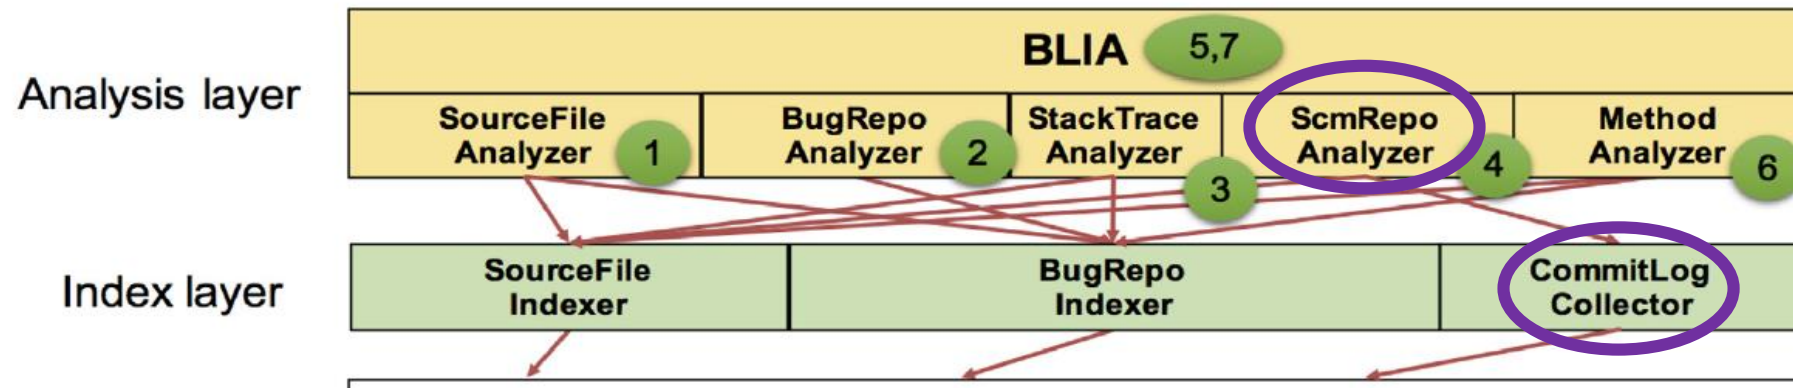 BLIA 5,7
Analysis layer
SourceFile
Analyzer 1
BugRepo
Analyzer 2
StackTrace
Analyzer 3
ScmRepo
Analyzer 4
Method
Analyzer 6
Index layer
SourceFile
Indexer
BugRepo
Indexer
CommitLog
Collector